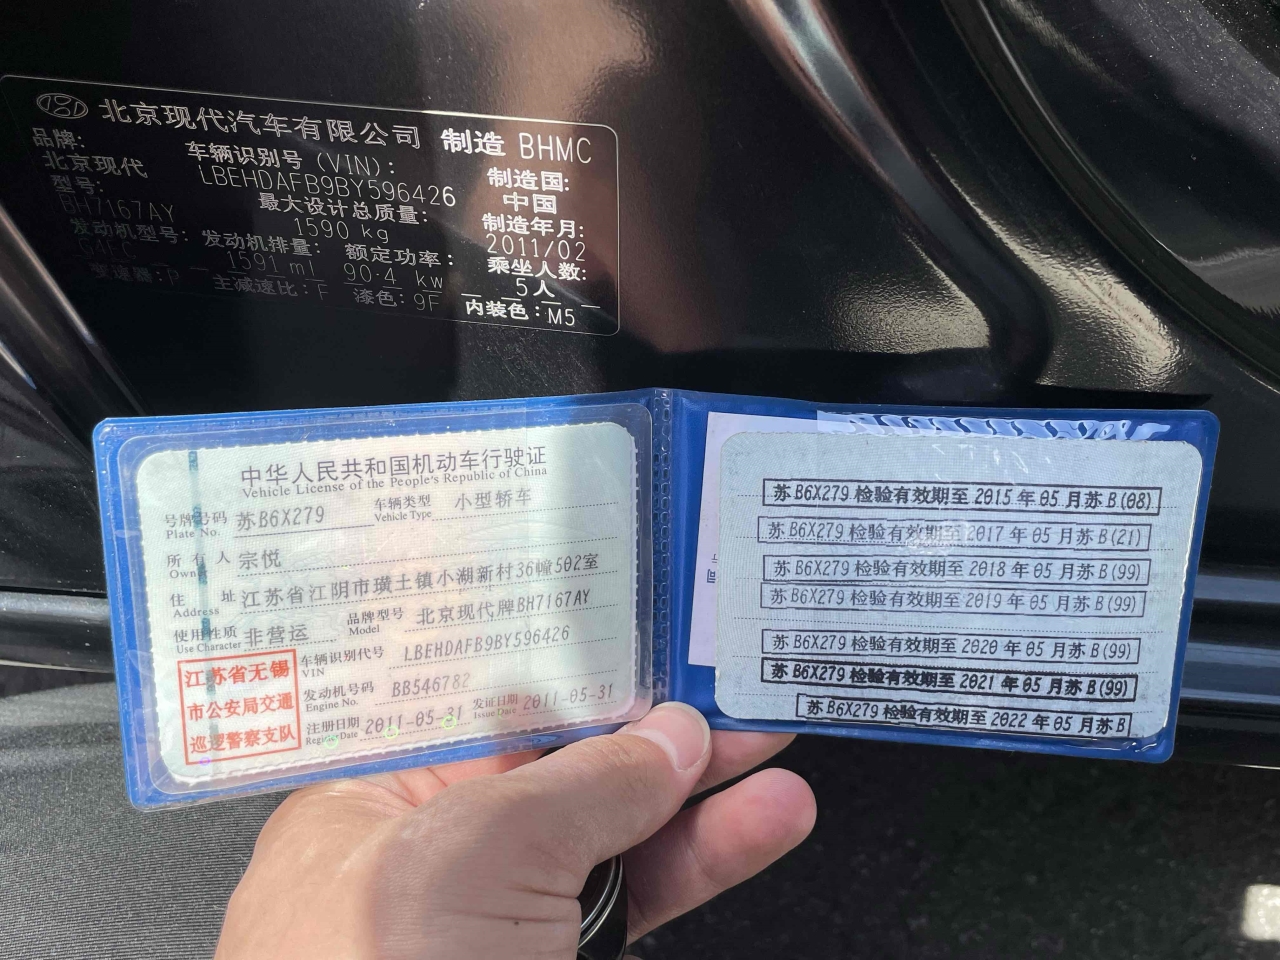 北京现代汽车有限公司 制造 BHMC
品牌:
北京现代
车辆识别号 (VIN):
LBEHDAFB9BY596426
制造国:
中国
型号:
BH7167AY
最大设计总质量:
1590 kg
制造年月:
2011/02
发动机型号:
G4FC
发动机排量:
1591 ml
额定功率:
90.4 kw
乘坐人数:
5人
变速器:P
主减速比:F
漆色:9F
内装色:M5
中华人民共和国机动车行驶证
Vehicle License of the People's Republic of China
号牌号码 苏B6X279 车辆类型 小型轿车
Plate No. Vehicle Type
所有人 宗悦
Owner
住址 江苏省江阴市璜土镇小湖新村36幢502室
Address
使用性质 非营运 品牌型号 北京现代牌BH7167AY
Use Character Model
车辆识别代号 LBEHDAFB9BY596426
VIN
发动机号码 BB546782
Engine No.
注册日期 2011-05-31 发证日期 2011-05-31
Register Date Issue Date
江苏省无锡
市公安局交通
巡逻警察支队
苏B6X279 检验有效期至 2015 年 05 月苏B(08)
苏B6X279 检验有效期至 2017 年 05 月苏B(21)
苏B6X279 检验有效期至 2018 年 05 月苏B(99)
苏B6X279 检验有效期至 2019 年 05 月苏B(99)
苏B6X279 检验有效期至 2020 年 05 月苏B(99)
苏B6X279 检验有效期至 2021 年 05 月苏B(99)
苏B6X279 检验有效期至 2022 年 05 月苏B